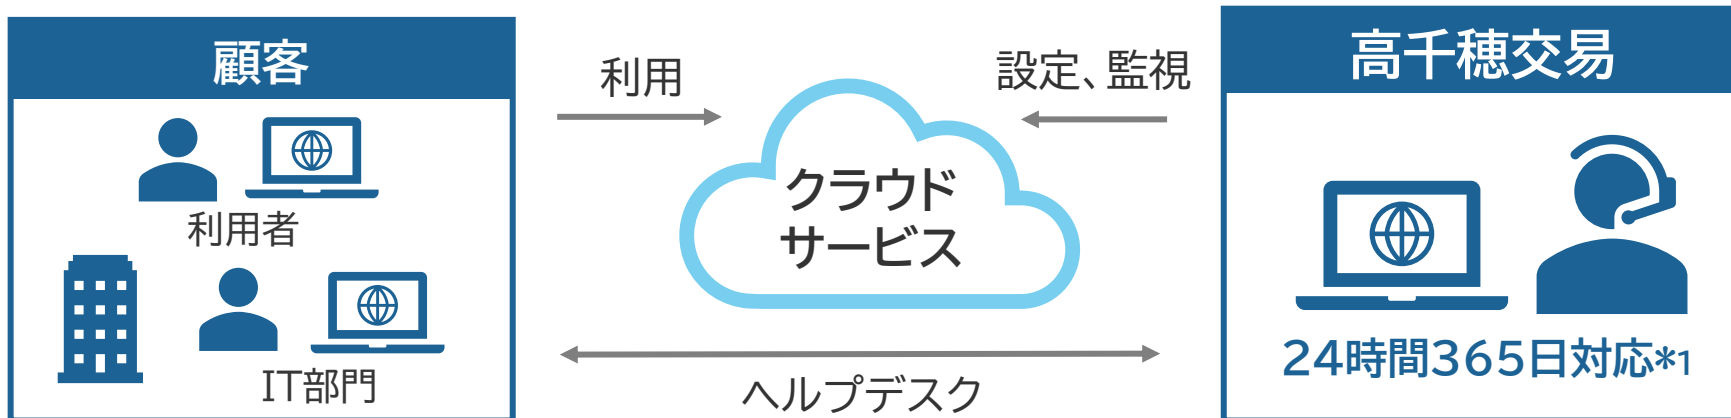 顧客
利用者
IT部門
利用
設定、監視
クラウド
サービス
ヘルプデスク
高千穂交易
24時間365日対応*1